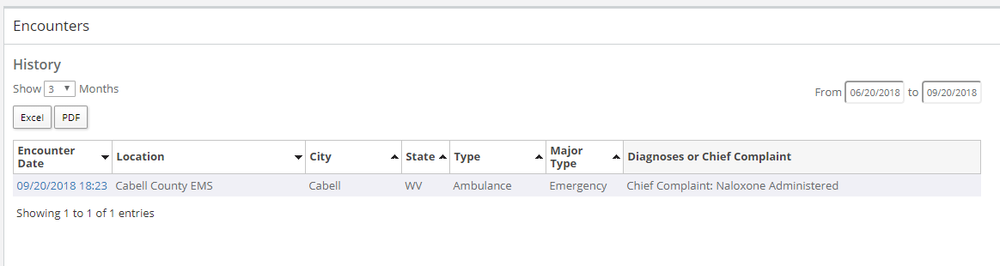 Encounters
History
Show 3 Months
From 06/20/2018 to 09/20/2018
Excel PDF
Encounter Date Location City State Type Major Type Diagnoses or Chief Complaint
09/20/2018 18:23 Cabell County EMS Cabell WV Ambulance Emergency Chief Complaint: Naloxone Administered
Showing 1 to 1 of 1 entries